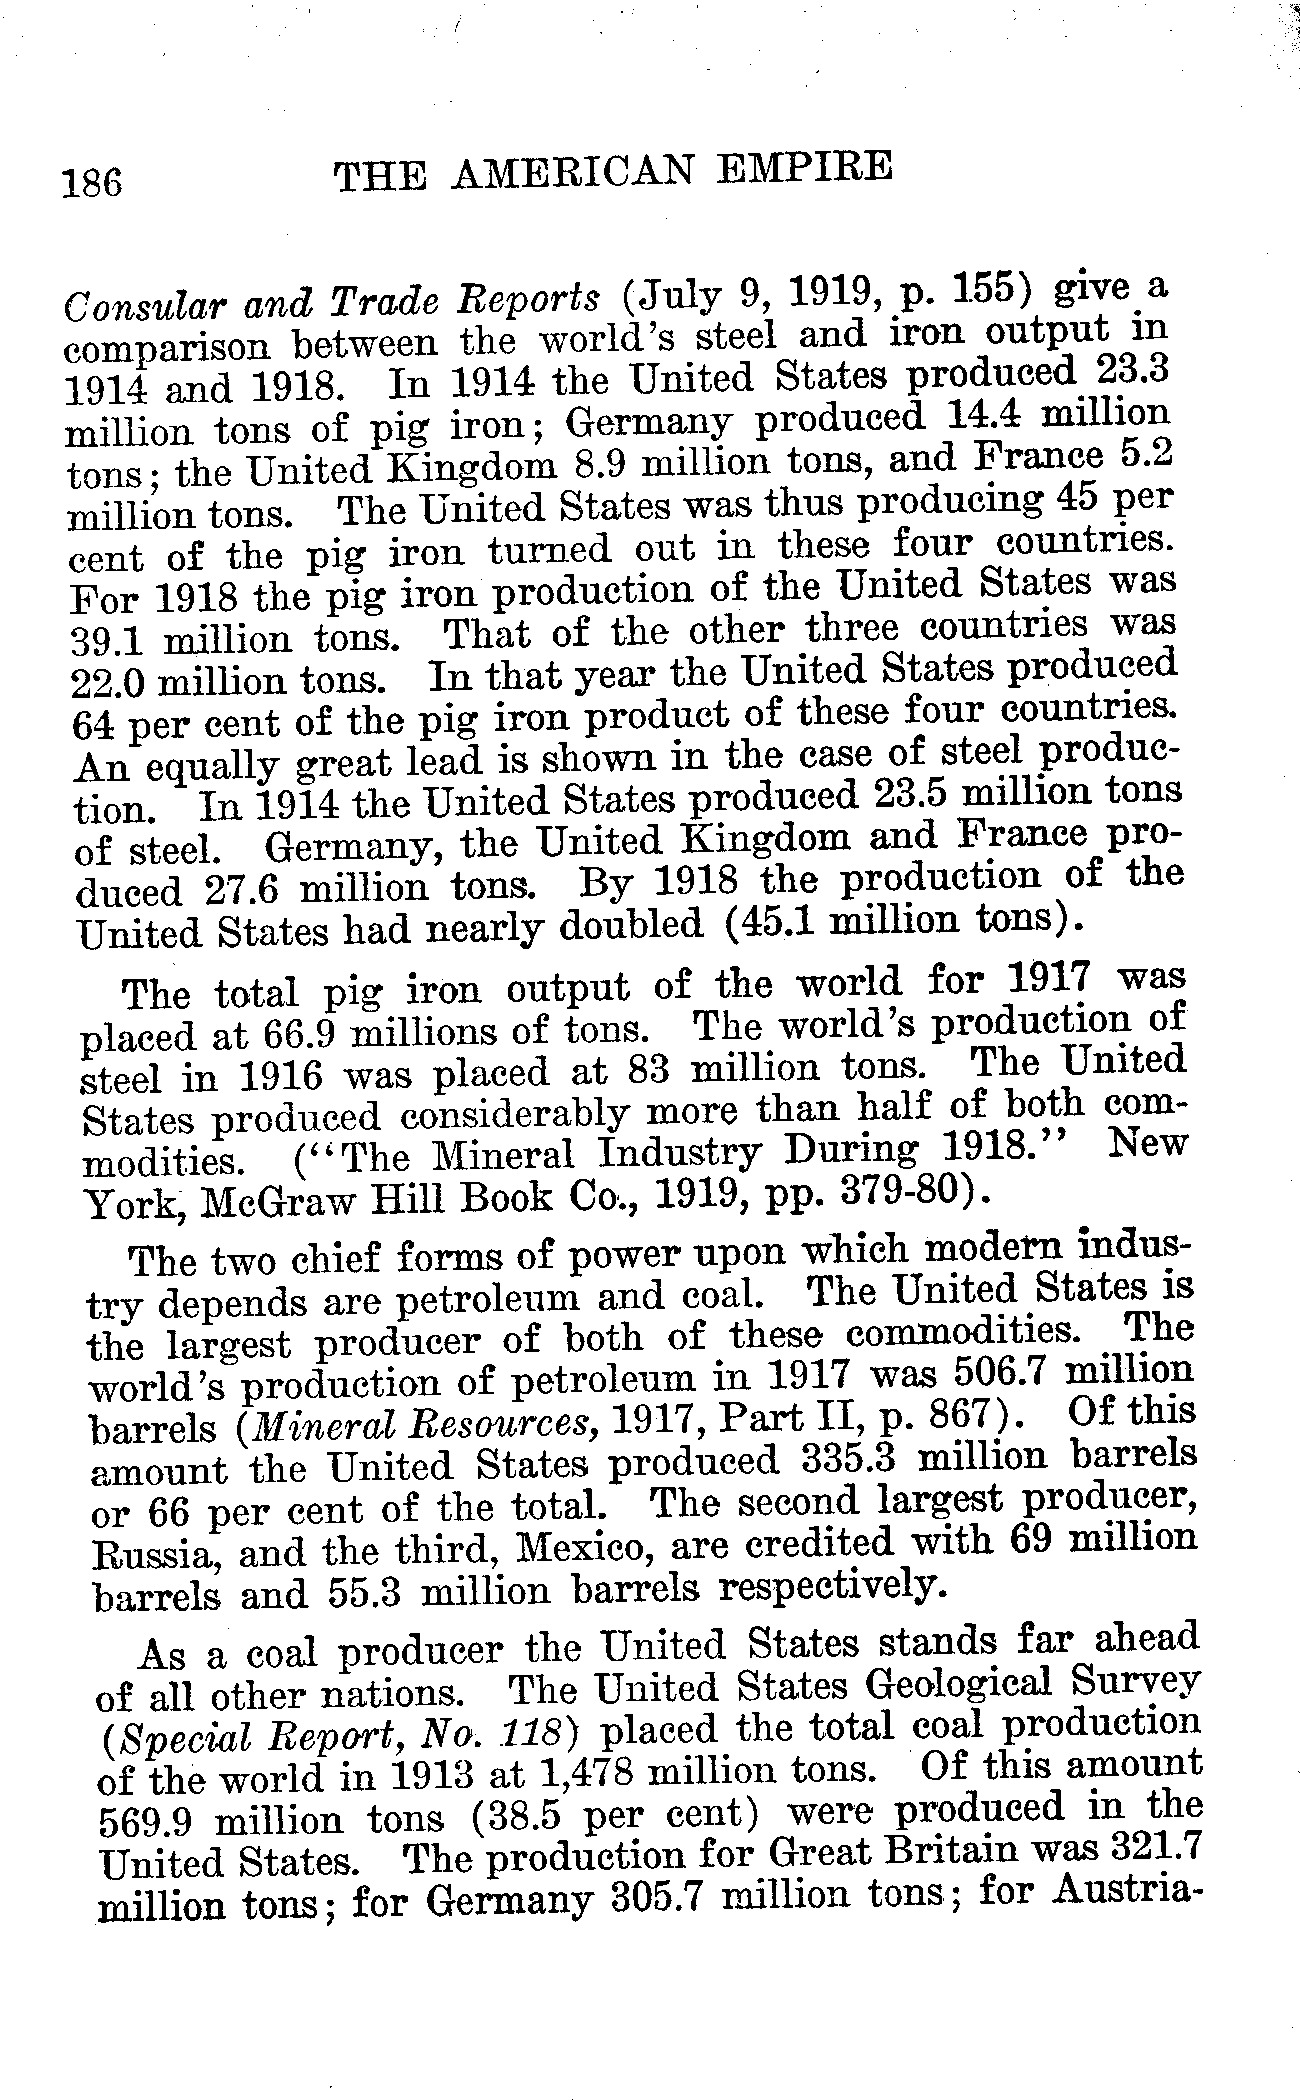 186 THE AMERICAN EMPIRE
Consular and Trade Reports (July 9, 1919, p. 155) give a
comparison between the world's steel and iron output in
1914 and 1918. In 1914 the United States produced 23.3
million tons of pig iron; Germany produced 14.4 million
tons; the United Kingdom 8.9 million tons, and France 5.2
million tons. The United States was thus producing 45 per
cent of the pig iron turned out in these four countries.
For 1918 the pig iron production of the United States was
39.1 million tons. That of the other three countries was
22.0 million tons. In that year the United States produced
64 per cent of the pig iron product of these four countries.
An equally great lead is shown in the case of steel produc-
tion. In 1914 the United States produced 23.5 million tons
of steel. Germany, the United Kingdom and France pro-
duced 27.6 million tons. By 1918 the production of the
United States had nearly doubled (45.1 million tons).
The total pig iron output of the world for 1917 was
placed at 66.9 millions of tons. The world's production of
steel in 1916 was placed at 83 million tons. The United
States produced considerably more than half of both com-
modities. ("The Mineral Industry During 1918." New
York, McGraw Hill Book Co., 1919, pp. 379-80).
The two chief forms of power upon which modern indus-
try depends are petroleum and coal. The United States is
the largest producer of both of these commodities. The
world's production of petroleum in 1917 was 506.7 million
barrels (Mineral Resources, 1917, Part II, p. 867). Of this
amount the United States produced 335.3 million barrels
or 66 per cent of the total. The second largest producer,
Russia, and the third, Mexico, are credited with 69 million
barrels and 55.3 million barrels respectively.
As a coal producer the United States stands far ahead
of all other nations. The United States Geological Survey
(Special Report, No. 118) placed the total coal production
of the world in 1913 at 1,478 million tons. Of this amount
569.9 million tons (38.5 per cent) were produced in the
United States. The production for Great Britain was 321.7
million tons; for Germany 305.7 million tons; for Austria-